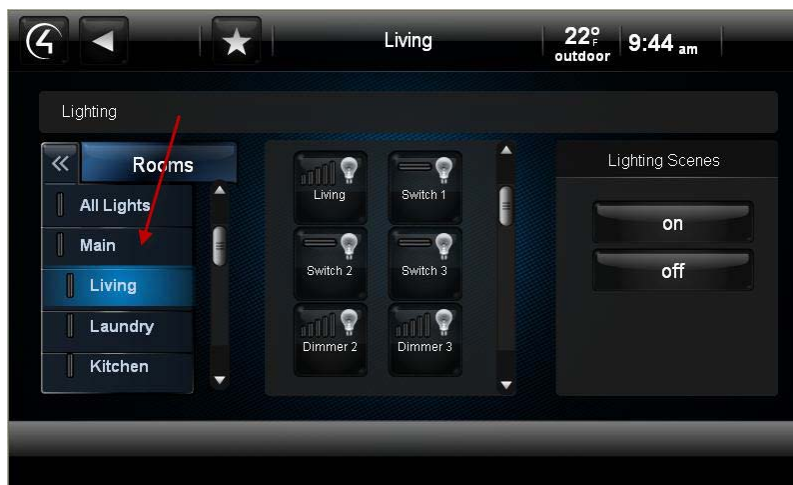 Living
22°F
outdoor
9:44 am
Lighting
Rooms
All Lights
Main
Living
Laundry
Kitchen
Living
Switch 1
Switch 2
Switch 3
Dimmer 2
Dimmer 3
Lighting Scenes
on
off